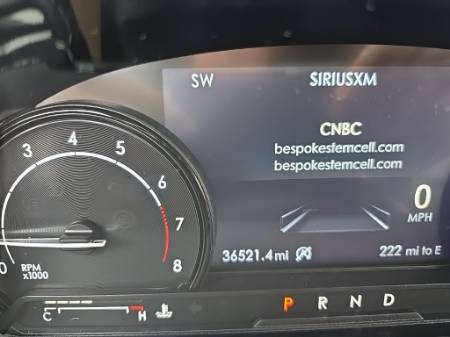 SW SIRIUSXM
CNBC
bespokestemcell.com
bespokestemcell.com
0
MPH
36521.4 mi 222 mi to E
P R N D
0 3 4 5 6 7 8
RPM
x1000
C H